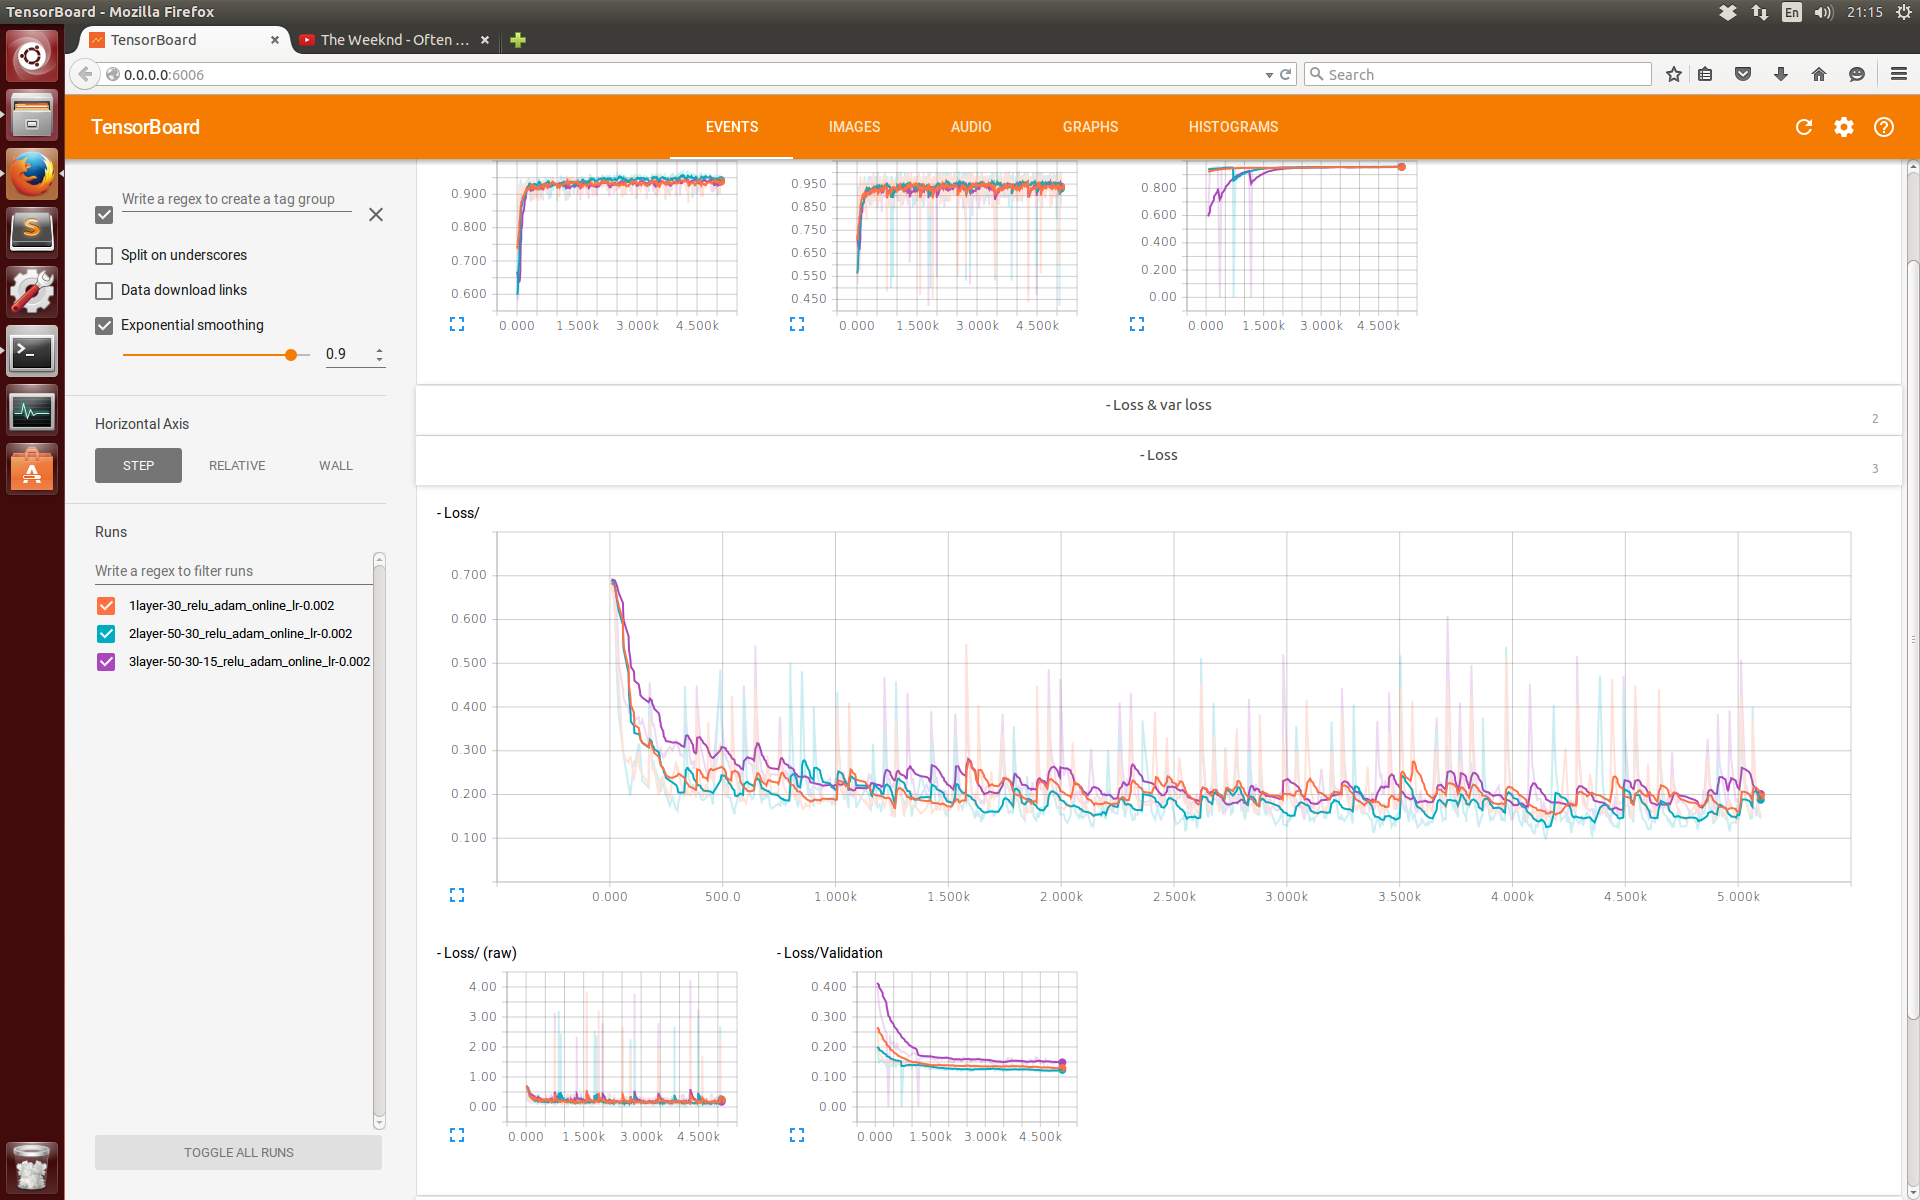 TensorBoard - Mozilla Firefox
En
21:15
TensorBoard
The Weeknd - Often ...
0.0.0.0:6006
Search
TensorBoard
EVENTS
IMAGES
AUDIO
GRAPHS
HISTOGRAMS
Write a regex to create a tag group
Split on underscores
Data download links
Exponential smoothing
0.9
Horizontal Axis
STEP
RELATIVE
WALL
Runs
Write a regex to filter runs
1layer-30_relu_adam_online_lr-0.002
2layer-50-30_relu_adam_online_lr-0.002
3layer-50-30-15_relu_adam_online_lr-0.002
TOGGLE ALL RUNS
0.900
0.800
0.700
0.600
0.000 1.500k 3.000k 4.500k
0.950
0.850
0.750
0.650
0.550
0.450
0.000 1.500k 3.000k 4.500k
0.800
0.600
0.400
0.200
0.00
0.000 1.500k 3.000k 4.500k
- Loss & var loss
2
- Loss
3
- Loss/
0.700
0.600
0.500
0.400
0.300
0.200
0.100
0.000 500.0 1.000k 1.500k 2.000k 2.500k 3.000k 3.500k 4.000k 4.500k 5.000k
- Loss/ (raw)
4.00
3.00
2.00
1.00
0.00
0.000 1.500k 3.000k 4.500k
- Loss/Validation
0.400
0.300
0.200
0.100
0.00
0.000 1.500k 3.000k 4.500k